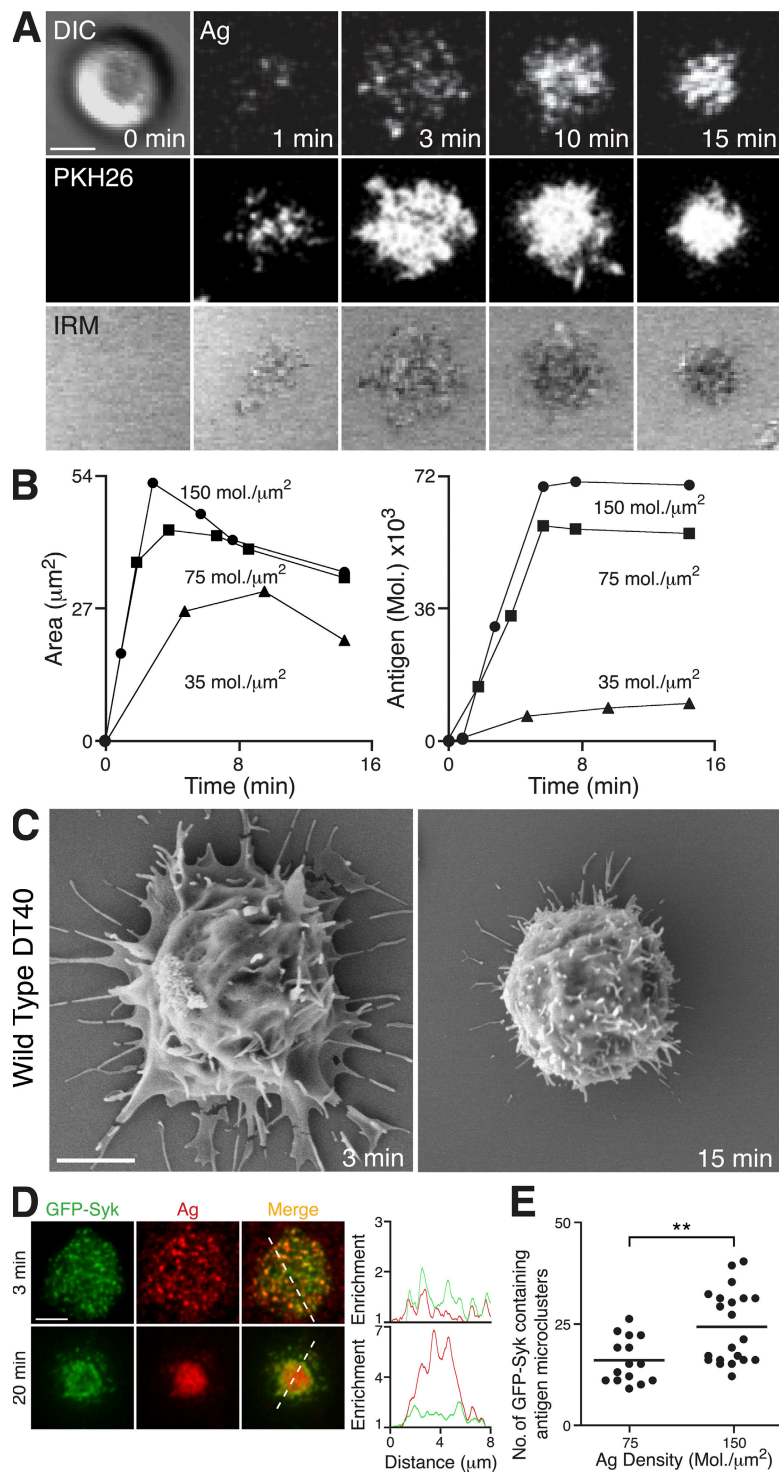 A
DIC
Ag
0 min
1 min
3 min
10 min
15 min
PKH26
IRM
B
54
27
0
Area (μm²)
150 mol./μm²
75 mol./μm²
35 mol./μm²
0
8
16
Time (min)
72
36
0
Antigen (Mol.) x10³
150 mol./μm²
75 mol./μm²
35 mol./μm²
0
8
16
Time (min)
C
Wild Type DT40
3 min
15 min
D
GFP-Syk
Ag
Merge
3 min
20 min
3
2
1
Enrichment
7
4
1
Enrichment
0
4
8
Distance (μm)
E
50
25
0
No. of GFP-Syk containing
antigen microclusters
**
75
150
Ag Density (Mol./μm²)